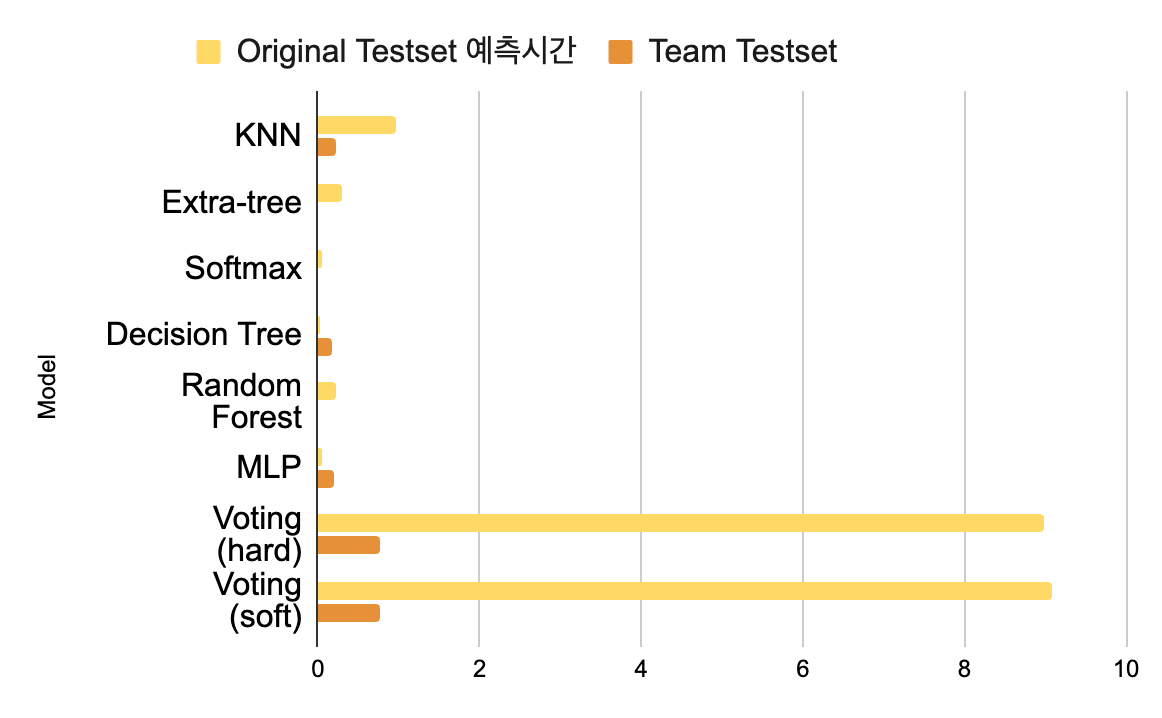 Original Testset 예측시간
Team Testset
KNN
Extra-tree
Softmax
Decision Tree
Random
Forest
MLP
Voting
(hard)
Voting
(soft)
Model
0 2 4 6 8 10